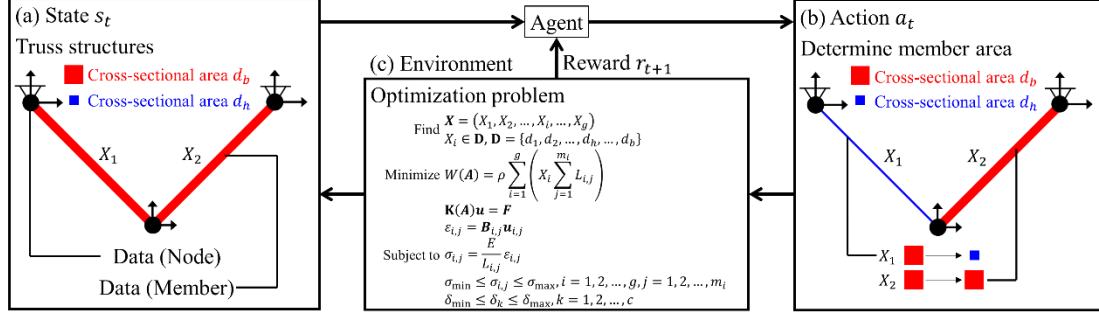 (a) State s_t
Truss structures
Cross-sectional area d_b
Cross-sectional area d_h
X_1
X_2
Data (Node)
Data (Member)
Agent
Reward r_{t+1}
(c) Environment
Optimization problem
Find X = (X_1, X_2, …, X_i, …, X_g)
X_i ∈ D, D = {d_1, d_2, …, d_h, …, d_b}
Minimize W(A) = ρ ∑_{i=1}^{g} (X_i ∑_{j=1}^{m_i} L_{i,j})
K(A)u = F
ε_{i,j} = B_{i,j} u_{i,j}
Subject to σ_{i,j} = E/L_{i,j} ε_{i,j}
σ_min ≤ σ_{i,j} ≤ σ_max, i = 1, 2, …, g, j = 1, 2, …, m_i
δ_min ≤ δ_k ≤ δ_max, k = 1, 2, …, c
(b) Action a_t
Determine member area
Cross-sectional area d_b
Cross-sectional area d_h
X_1
X_2
X_1
X_2